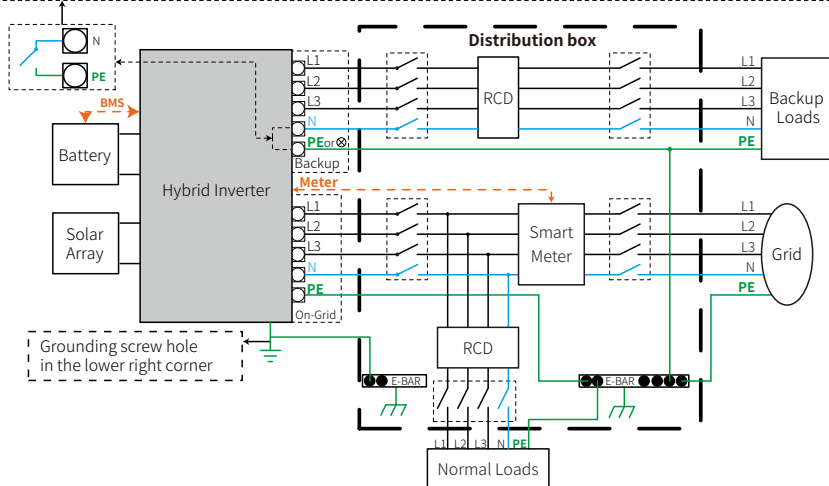 N
PE
BMS
Battery
Solar
Array
Hybrid Inverter
L1
L2
L3
N
PEor⊗
Backup
Meter
L1
L2
L3
N
PE
On-Grid
Distribution box
RCD
L1
L2
L3
N
PE
Backup
Loads
Smart
Meter
L1
L2
L3
N
PE
Grid
RCD
Grounding screw hole
in the lower right corner
E-BAR
E-BAR
L1 L2 L3 N PE
Normal Loads